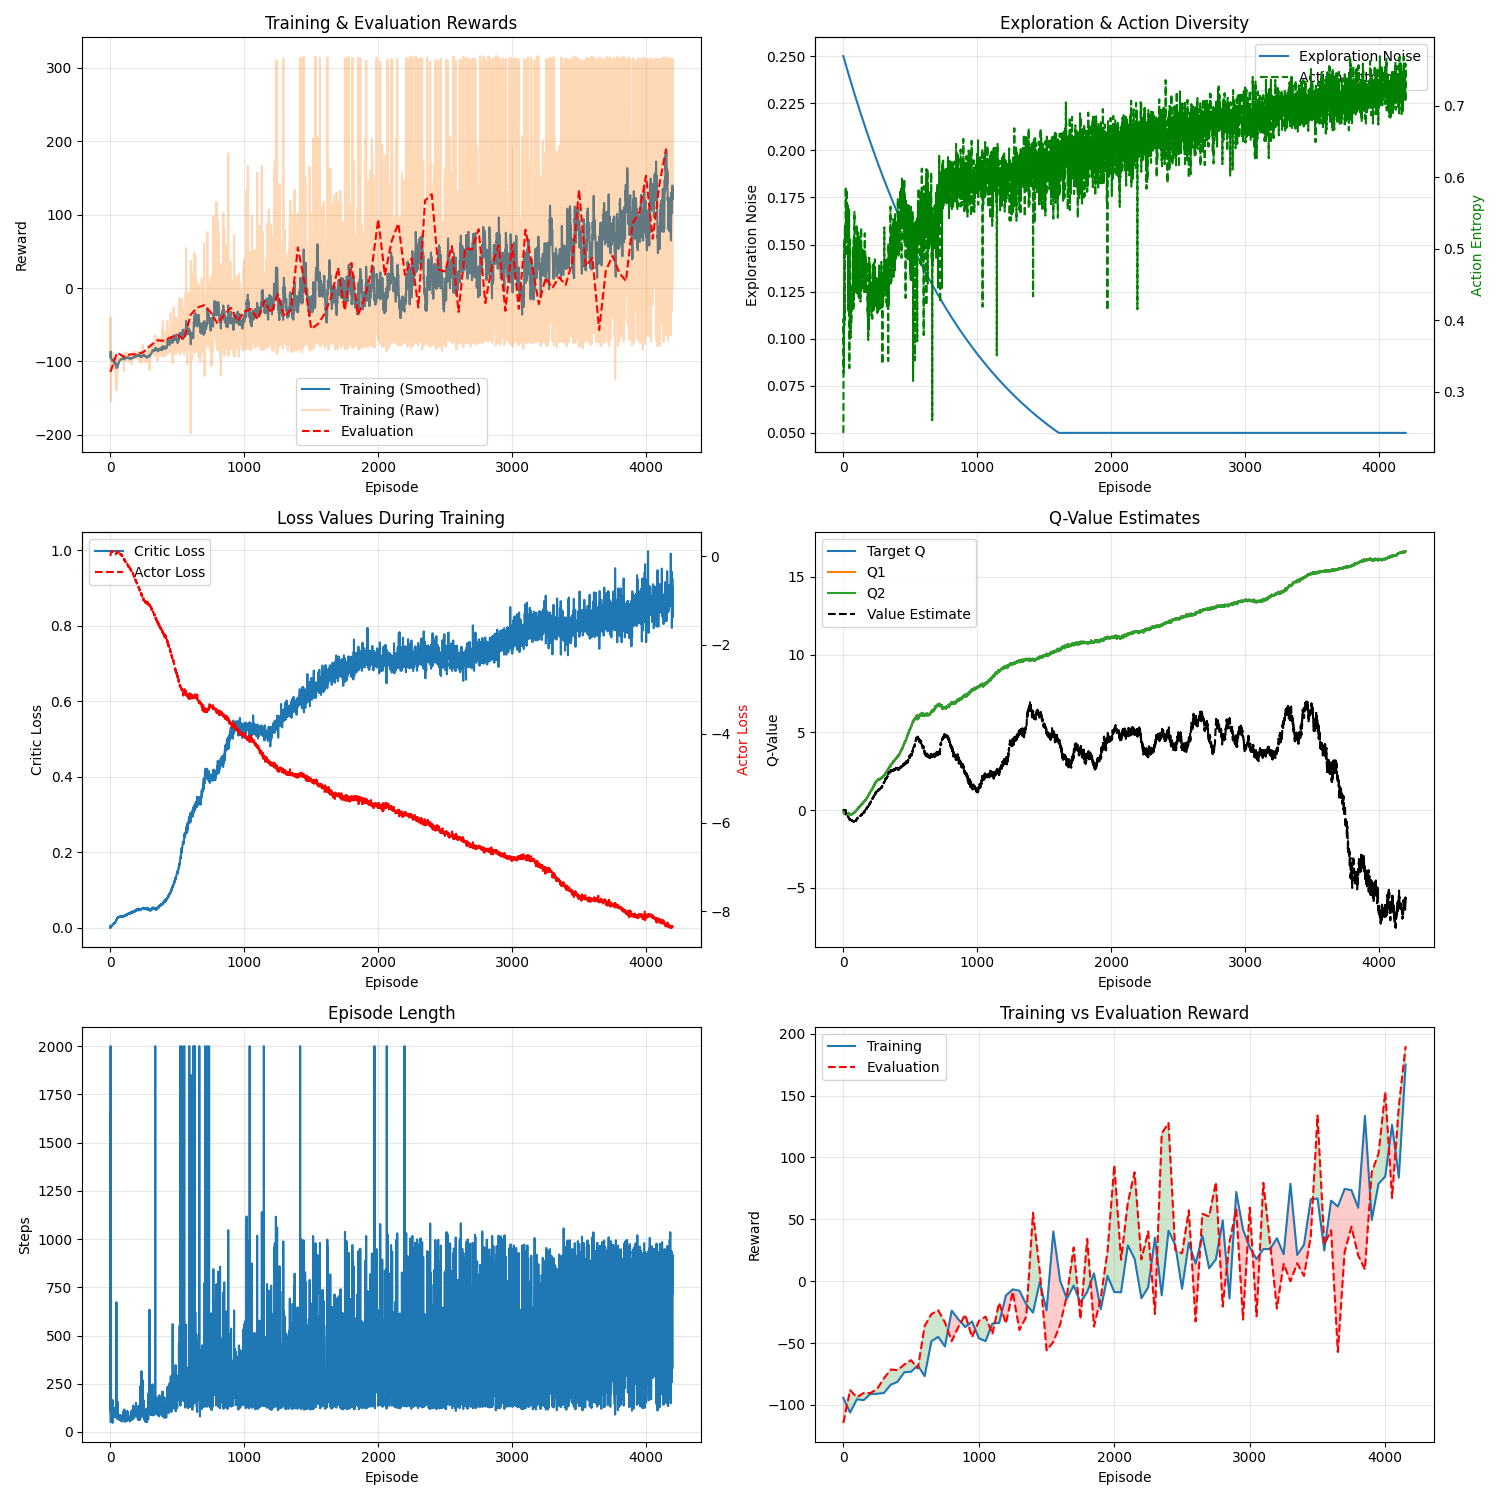 Training & Evaluation Rewards
300
200
100
0
−100
−200
Reward
Training (Smoothed)
Training (Raw)
Evaluation
0 1000 2000 3000 4000
Episode
Exploration & Action Diversity
0.250
0.225
0.200
0.175
0.150
0.125
0.100
0.075
0.050
Exploration Noise
Exploration Noise
0.7
0.6
0.5
0.4
0.3
Action Entropy
0 1000 2000 3000 4000
Episode
Loss Values During Training
1.0
0.8
0.6
0.4
0.2
0.0
Critic Loss
Critic Loss
Actor Loss
0
−2
−4
−6
−8
Actor Loss
0 1000 2000 3000 4000
Episode
Q-Value Estimates
15
10
5
0
−5
Q-Value
Target Q
Q1
Q2
Value Estimate
0 1000 2000 3000 4000
Episode
Episode Length
2000
1750
1500
1250
1000
750
500
250
0
Steps
0 1000 2000 3000 4000
Episode
Training vs Evaluation Reward
200
150
100
50
0
−50
−100
Reward
Training
Evaluation
0 1000 2000 3000 4000
Episode